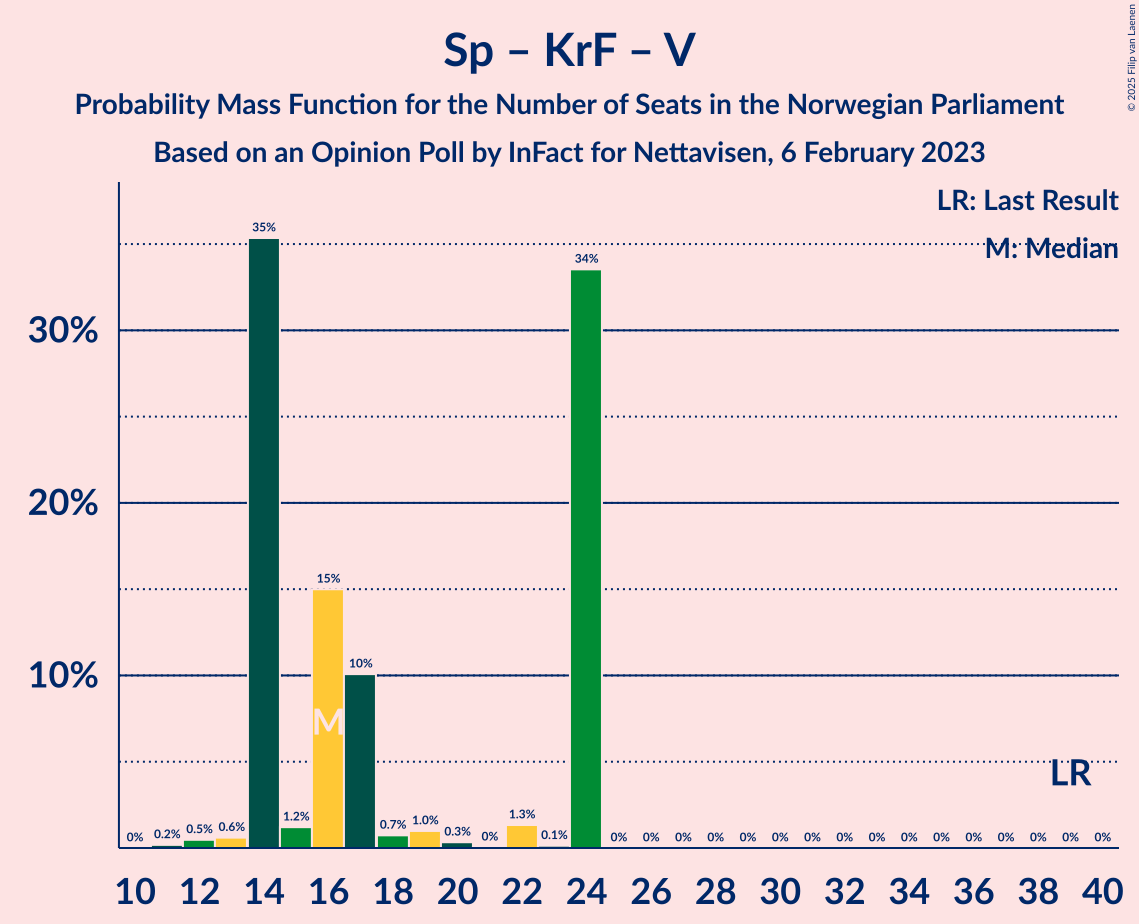 Sp – KrF – V
Probability Mass Function for the Number of Seats in the Norwegian Parliament
Based on an Opinion Poll by InFact for Nettavisen, 6 February 2023
© 2025 Filip van Laenen
LR: Last Result
M: Median
30%
20%
10%
0% 0.2% 0.5% 0.6% 35% 1.2% 15% 10% 0.7% 1.0% 0.3% 0% 1.3% 0.1% 34% 0% 0% 0% 0% 0% 0% 0% 0% 0% 0% 0% 0% 0% 0% 0% 0%
M
LR
10 12 14 16 18 20 22 24 26 28 30 32 34 36 38 40